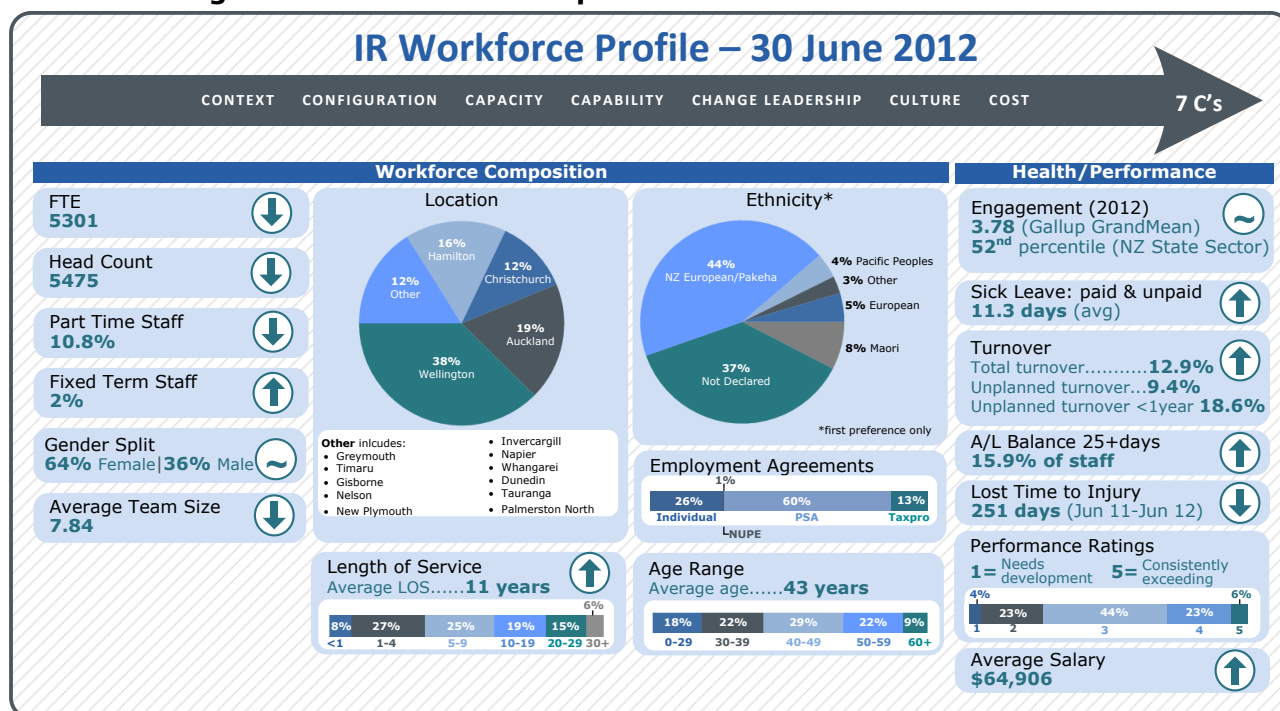 IR Workforce Profile – 30 June 2012
CONTEXT CONFIGURATION CAPACITY CAPABILITY CHANGE LEADERSHIP CULTURE COST
7 C's
Workforce Composition
FTE
5301
Head Count
5475
Part Time Staff
10.8%
Fixed Term Staff
2%
Gender Split
64% Female|36% Male
~
Average Team Size
7.84
Location
16%
Hamilton
12%
Christchurch
12%
Other
19%
Auckland
38%
Wellington
Other inlcudes:
• Greymouth
• Timaru
• Gisborne
• Nelson
• New Plymouth
• Invercargill
• Napier
• Whangarei
• Dunedin
• Tauranga
• Palmerston North
Ethnicity*
44%
NZ European/Pakeha
4% Pacific Peoples
3% Other
5% European
8% Maori
37%
Not Declared
*first preference only
Employment Agreements
1%
26% 60% 13%
Individual PSA Taxpro
NUPE
Length of Service
Average LOS......11 years
6%
8% 27% 25% 19% 15%
<1 1-4 5-9 10-19 20-29 30+
Age Range
Average age......43 years
18% 22% 29% 22% 9%
0-29 30-39 40-49 50-59 60+
Health/Performance
Engagement (2012)
~
3.78 (Gallup GrandMean)
52nd percentile (NZ State Sector)
Sick Leave: paid & unpaid
11.3 days (avg)
Turnover
Total turnover...........12.9%
Unplanned turnover...9.4%
Unplanned turnover <1year 18.6%
A/L Balance 25+days
15.9% of staff
Lost Time to Injury
251 days (Jun 11-Jun 12)
Performance Ratings
1= Needs development 5= Consistently exceeding
4% 6%
23% 44% 23%
1 2 3 4 5
Average Salary
$64,906